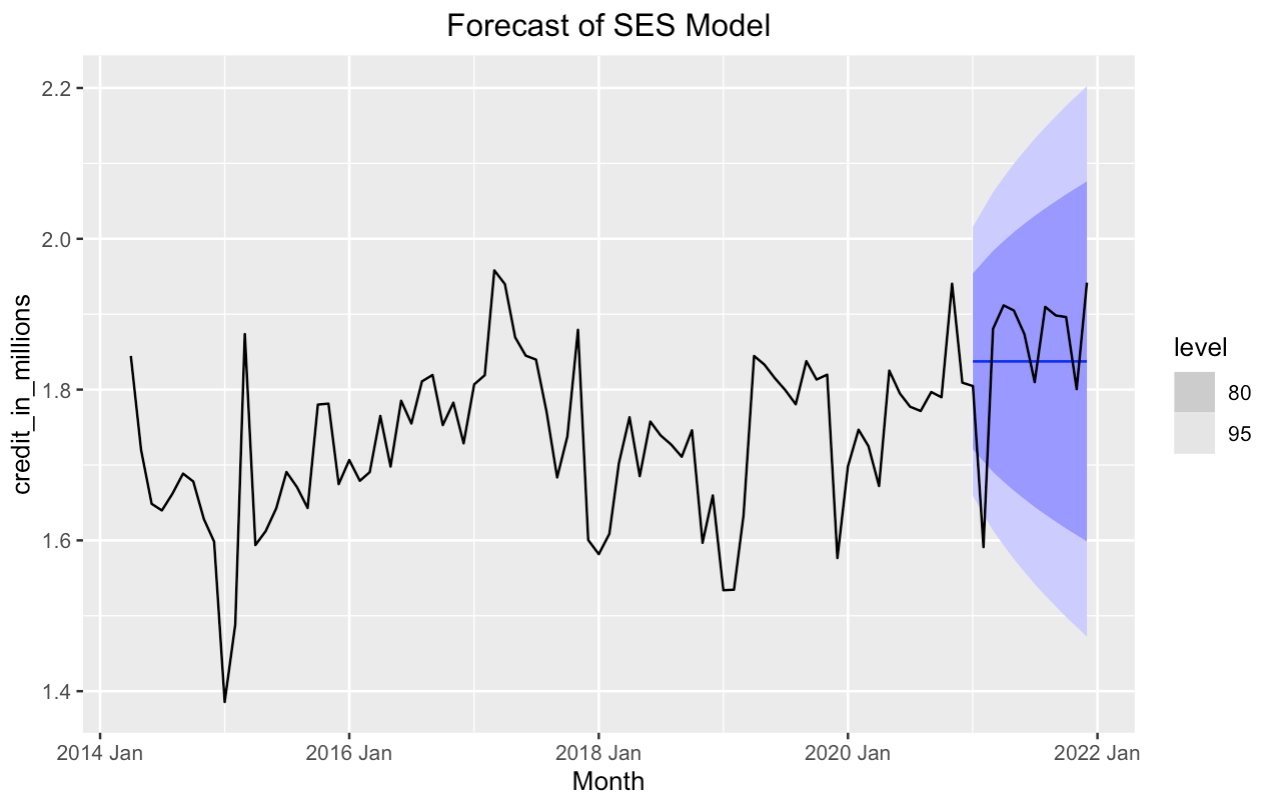 Forecast of SES Model
credit_in_millions
2.2
2.0
1.8
1.6
1.4
2014 Jan
2016 Jan
2018 Jan
2020 Jan
2022 Jan
Month
level
80
95